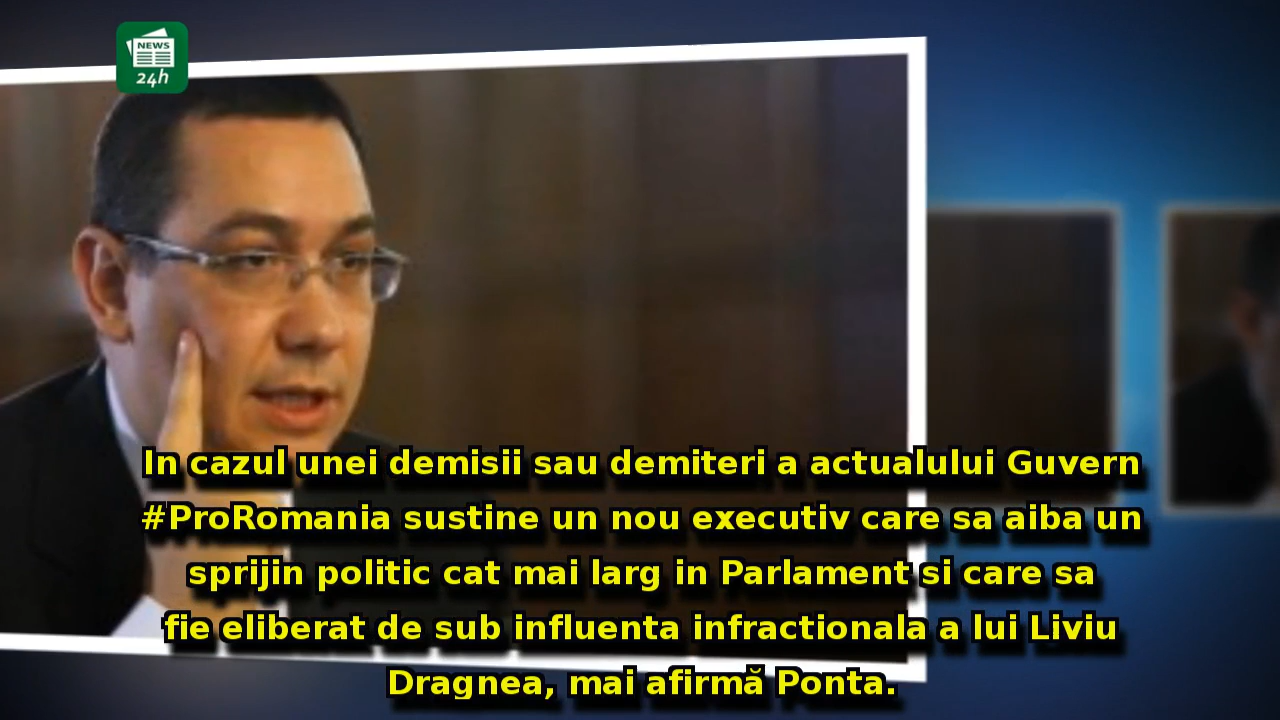 NEWS
24h
In cazul unei demisii sau demiteri a actualului Guvern
#ProRomania sustine un nou executiv care sa aiba un
sprijin politic cat mai larg in Parlament si care sa
fie eliberat de sub influenta infractionala a lui Liviu
Dragnea, mai afirmă Ponta.